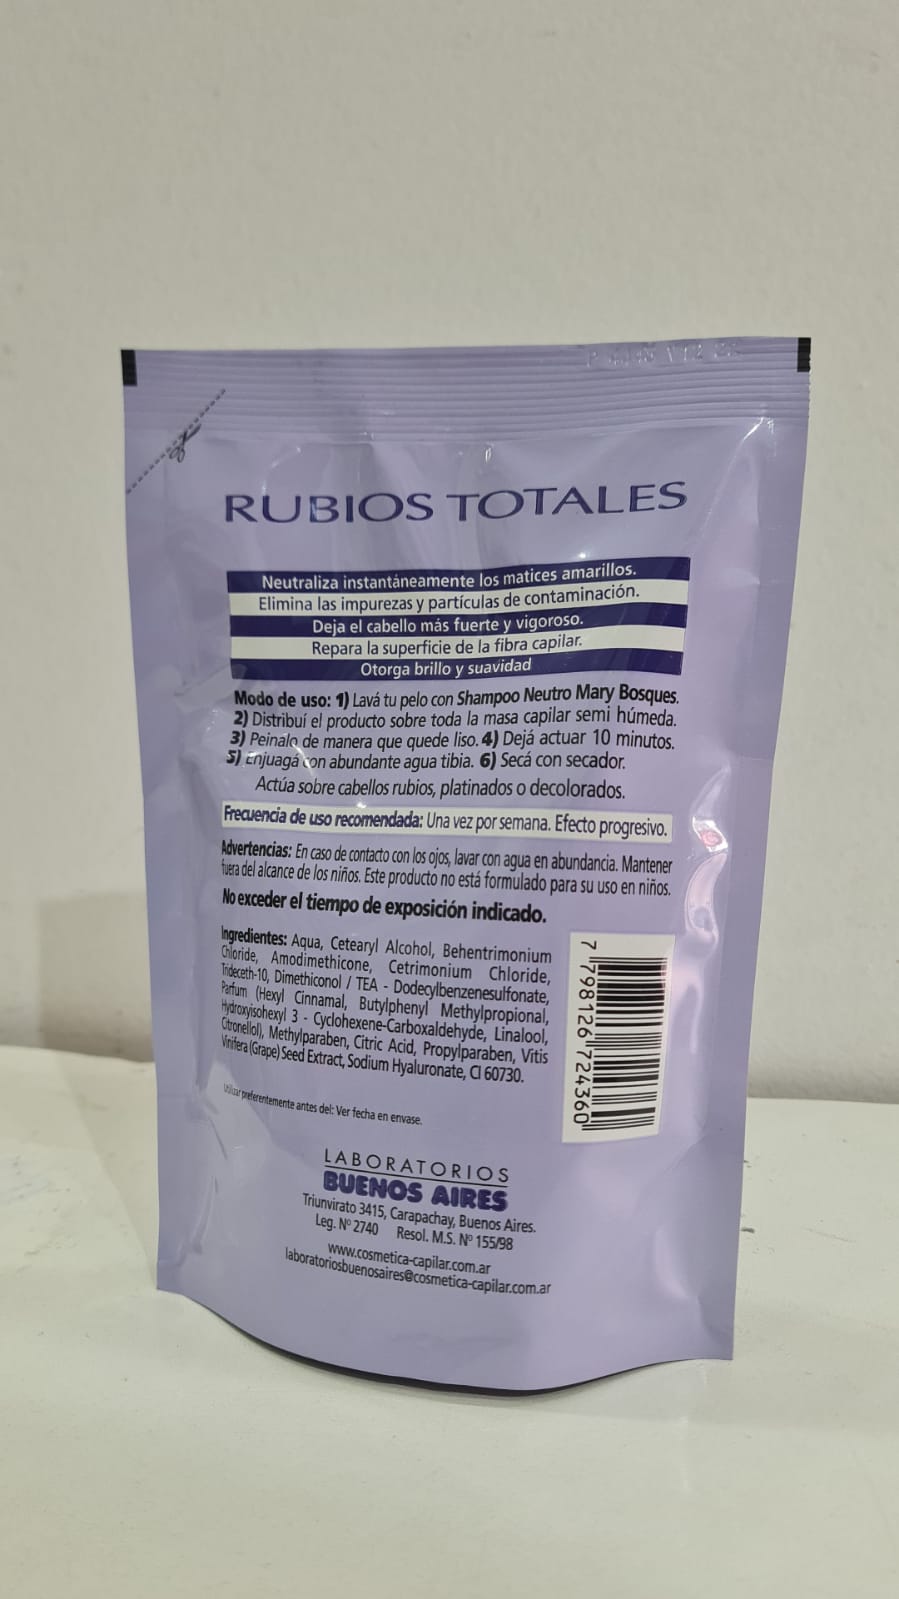 RUBIOS TOTALES
Neutraliza instantáneamente los matices amarillos.
Elimina las impurezas y partículas de contaminación.
Deja el cabello más fuerte y vigoroso.
Repara la superficie de la fibra capilar.
Otorga brillo y suavidad
Modo de uso: 1) Lavá tu pelo con Shampoo Neutro Mary Bosques.
2) Distribuí el producto sobre toda la masa capilar semi húmeda.
3) Peinalo de manera que quede liso. 4) Dejá actuar 10 minutos.
5) Enjuagá con abundante agua tibia. 6) Secá con secador.
Actúa sobre cabellos rubios, platinados o decolorados.
Frecuencia de uso recomendada: Una vez por semana. Efecto progresivo.
Advertencias: En caso de contacto con los ojos, lavar con agua en abundancia. Mantener
fuera del alcance de los niños. Este producto no está formulado para su uso en niños.
No exceder el tiempo de exposición indicado.
Ingredientes: Aqua, Cetearyl Alcohol, Behentrimonium
Chloride, Amodimethicone, Cetrimonium Chloride,
Trideceth-10, Dimethiconol / TEA - Dodecylbenzenesulfonate,
Parfum (Hexyl Cinnamal, Butylphenyl Methylpropional,
Hydroxyisohexyl 3 - Cyclohexene-Carboxaldehyde, Linalool,
Citronellol), Methylparaben, Citric Acid, Propylparaben, Vitis
Vinifera (Grape) Seed Extract, Sodium Hyaluronate, CI 60730.
7 798126 724360
Utilizar preferentemente antes del: Ver fecha en envase.
LABORATORIOS
BUENOS AIRES
Triunvirato 3415, Carapachay, Buenos Aires.
Leg. Nº 2740 Resol. M.S. Nº 155/98
www.cosmetica-capilar.com.ar
laboratoriosbuenosaires@cosmetica-capilar.com.ar